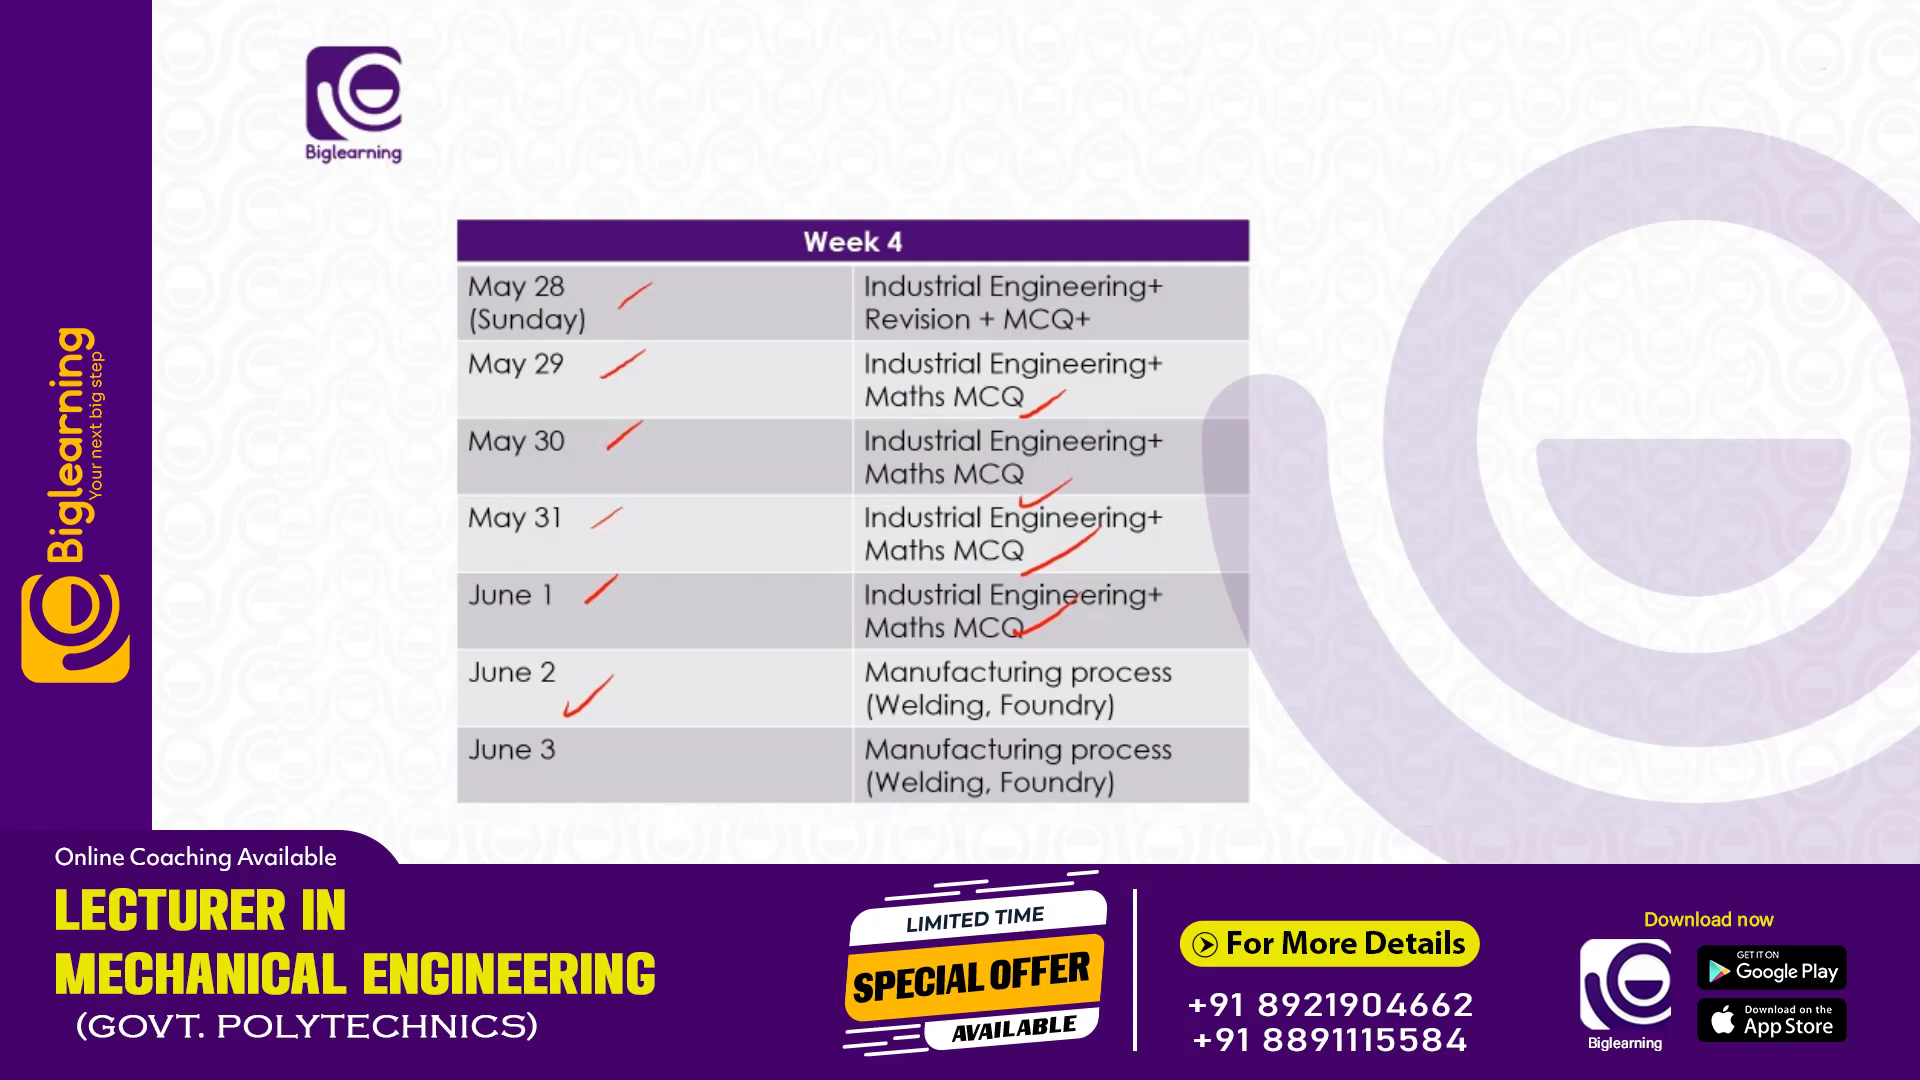 Biglearning
Biglearning
Your next big step
Week 4
May 28
(Sunday)
Industrial Engineering+
Revision + MCQ+
May 29
Industrial Engineering+
Maths MCQ
May 30
Industrial Engineering+
Maths MCQ
May 31
Industrial Engineering+
Maths MCQ
June 1
Industrial Engineering+
Maths MCQ
June 2
Manufacturing process
(Welding, Foundry)
June 3
Manufacturing process
(Welding, Foundry)
Online Coaching Available
LECTURER IN
MECHANICAL ENGINEERING
(GOVT. POLYTECHNICS)
LIMITED TIME
SPECIAL OFFER
AVAILABLE
For More Details
+91 8921904662
+91 8891115584
Download now
Biglearning
GET IT ON
Google Play
Download on the
App Store